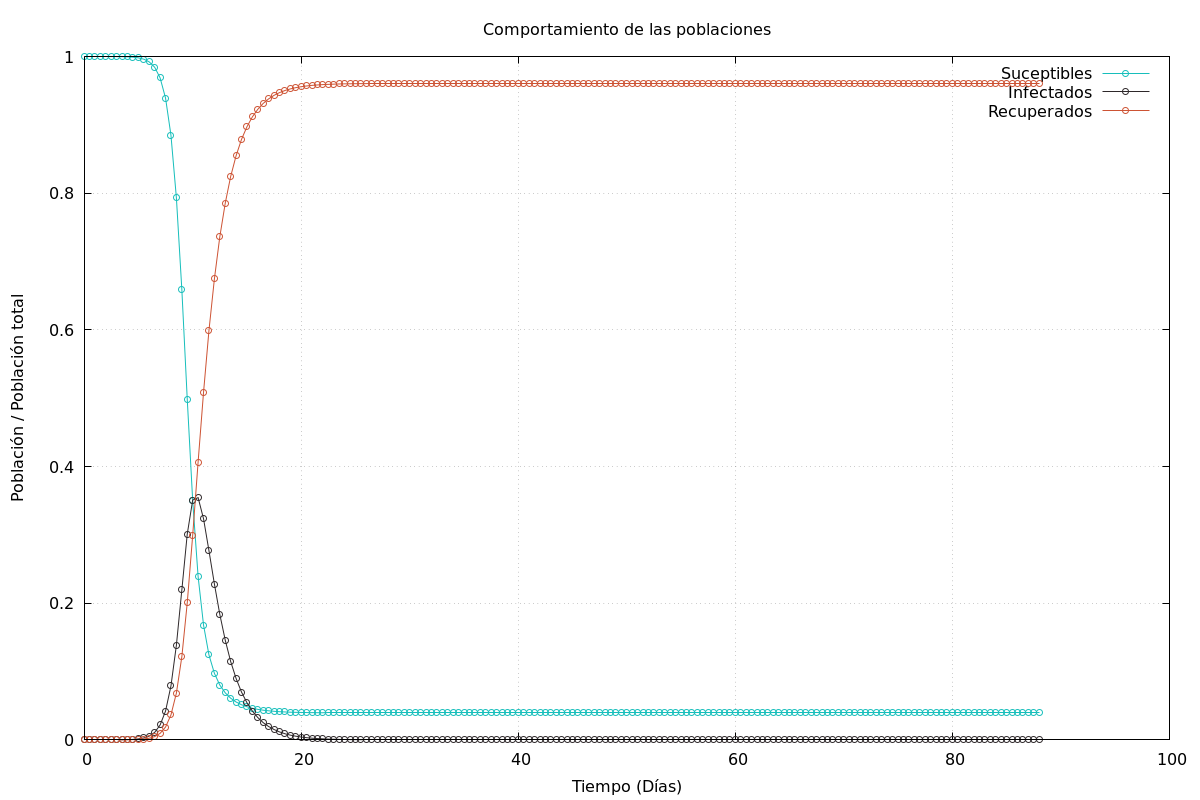 Comportamiento de las poblaciones
1
0.8
0.6
0.4
0.2
0
Población / Población total
Suceptibles
Infectados
Recuperados
0 20 40 60 80 100
Tiempo (Días)